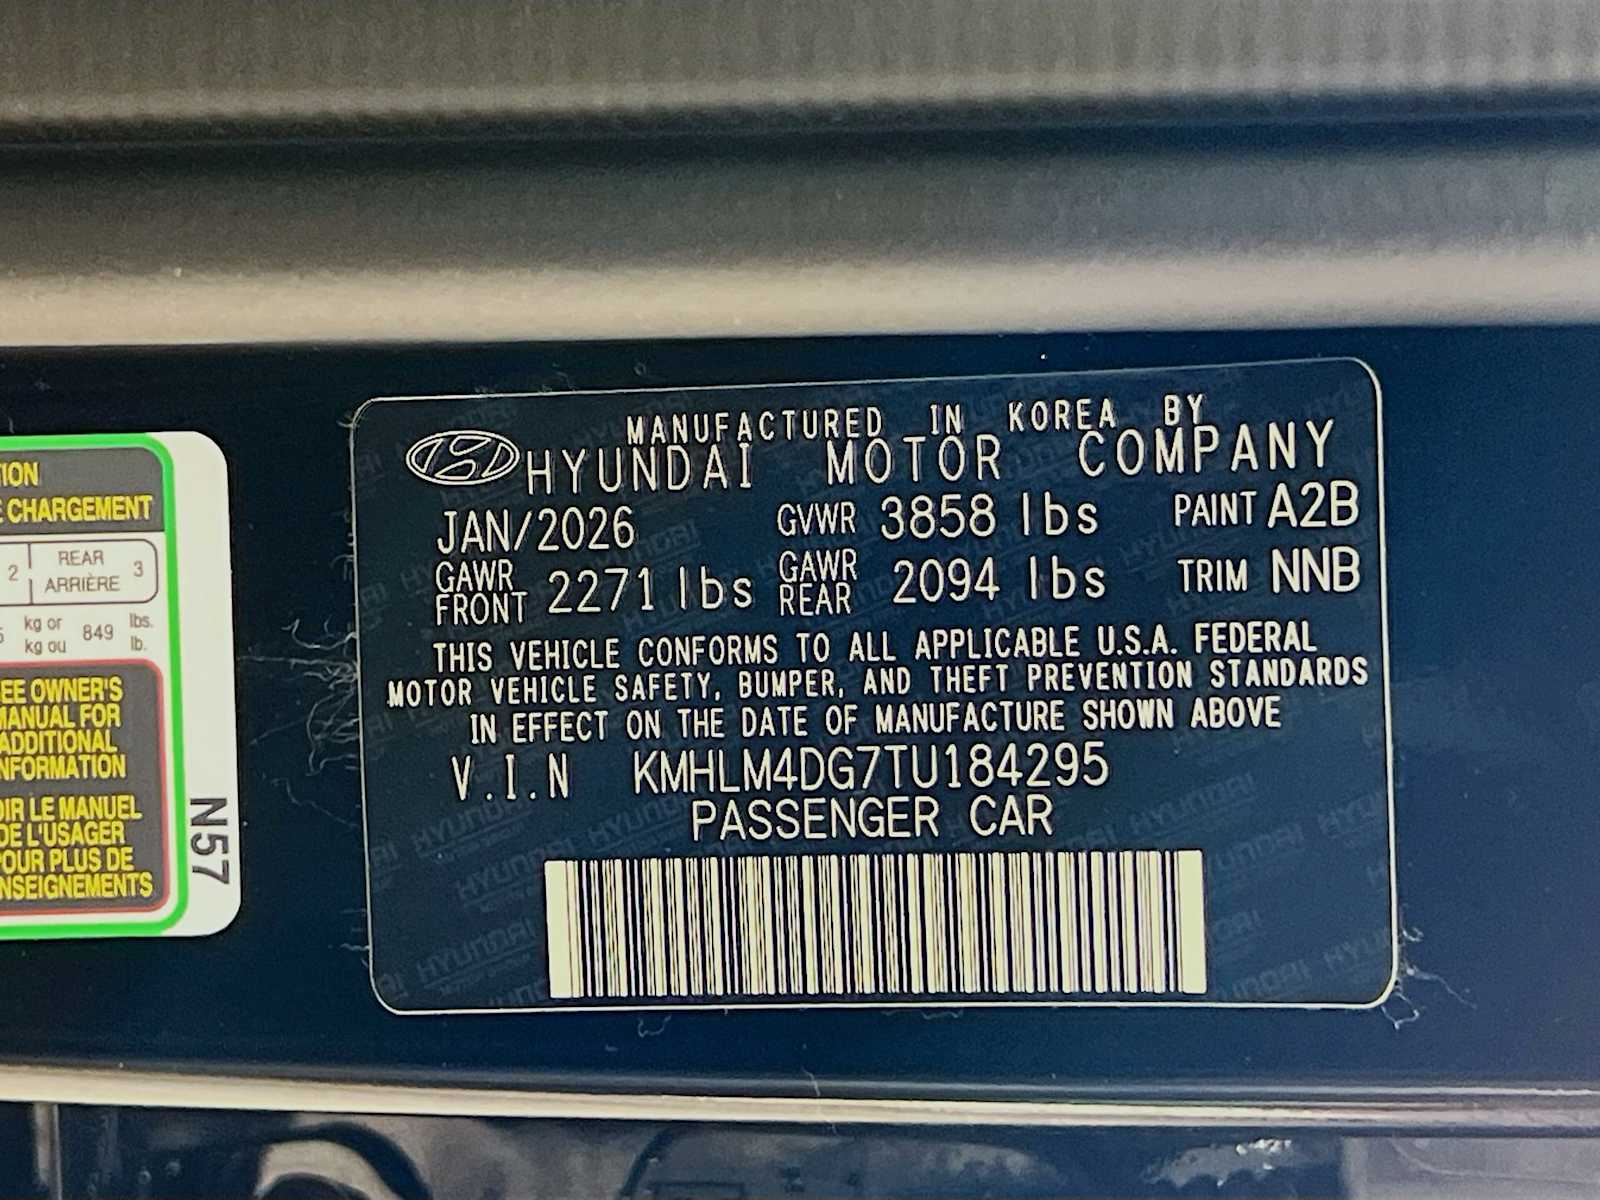 TION
E CHARGEMENT
2 REAR 3
ARRIÈRE
kg or 849 lbs.
kg ou lb.
SEE OWNER'S
MANUAL FOR
ADDITIONAL
INFORMATION
VOIR LE MANUEL
DE L'USAGER
POUR PLUS DE
RENSEIGNEMENTS
N57
MANUFACTURED IN KOREA BY
HYUNDAI MOTOR COMPANY
JAN/2026 GVWR 3858 lbs PAINT A2B
GAWR FRONT 2271 lbs GAWR REAR 2094 lbs TRIM NNB
THIS VEHICLE CONFORMS TO ALL APPLICABLE U.S.A. FEDERAL
MOTOR VEHICLE SAFETY, BUMPER, AND THEFT PREVENTION STANDARDS
IN EFFECT ON THE DATE OF MANUFACTURE SHOWN ABOVE
V.I.N KMHLM4DG7TU184295
PASSENGER CAR